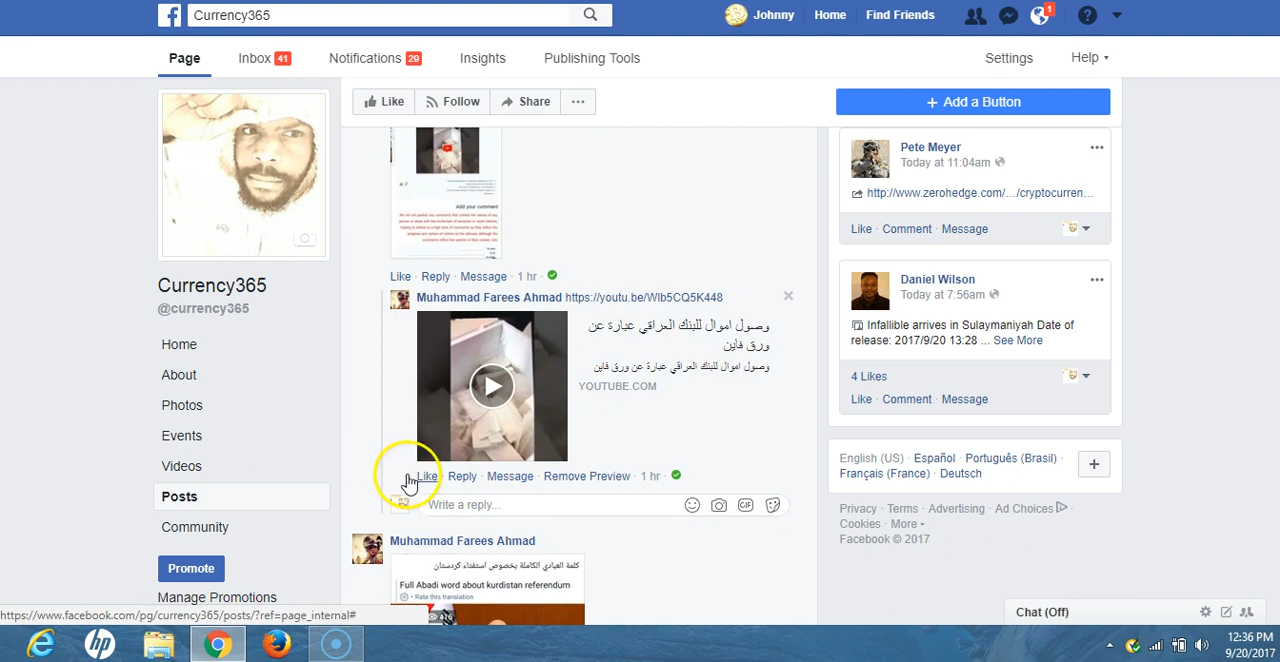 Currency365
Johnny
Home
Find Friends
1
Page
Inbox 41
Notifications 29
Insights
Publishing Tools
Settings
Help
Like
Follow
Share
+ Add a Button
Currency365
@currency365
Home
About
Photos
Events
Videos
Posts
Community
Promote
Manage Promotions
Add your comment
Like · Reply · Message · 1 hr ·
Muhammad Farees Ahmad https://youtu.be/WIb5CQ5K448
وصول اموال للبنك العراقي عبارة عن
ورق فاين
وصول اموال للبنك العراقي عبارة عن ورق فاين
YOUTUBE.COM
Like · Reply · Message · Remove Preview · 1 hr ·
Write a reply...
GIF
Muhammad Farees Ahmad
كلمة العبادي الكاملة بخصوص استفتاء كردستان
Full Abadi word about kurdistan referendum
· Rate this translation
Pete Meyer
Today at 11:04am
http://www.zerohedge.com/…/cryptocurren...
Like · Comment · Message
Daniel Wilson
Today at 7:56am
Infallible arrives in Sulaymaniyah Date of
release: 2017/9/20 13:28 ... See More
4 Likes
Like · Comment · Message
English (US) · Español · Português (Brasil) ·
Français (France) · Deutsch
Privacy · Terms · Advertising · Ad Choices ·
Cookies · More
Facebook © 2017
https://www.facebook.com/pg/currency365/posts/?ref=page_internal#
Chat (Off)
12:36 PM
9/20/2017